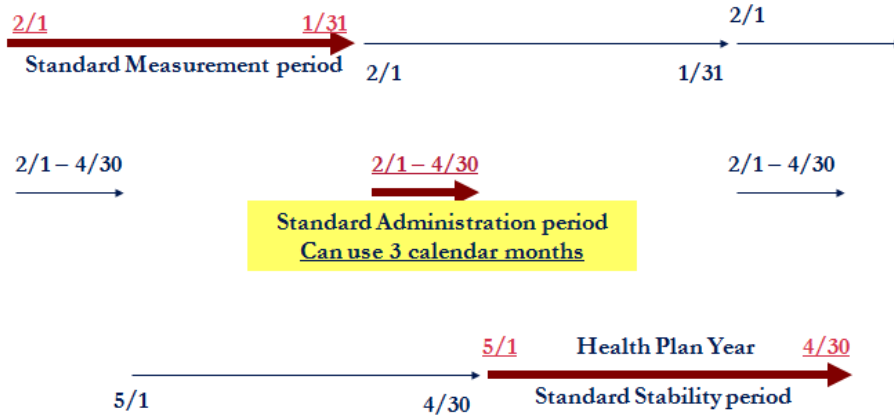 2/1
2/1 1/31
Standard Measurement period
2/1 1/31
2/1 – 4/30 2/1 – 4/30 2/1 – 4/30
Standard Administration period
Can use 3 calendar months
5/1 Health Plan Year 4/30
5/1 4/30 Standard Stability period